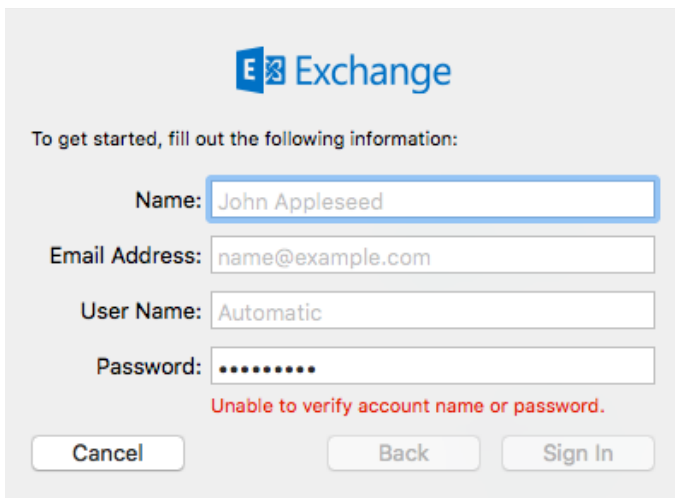 Exchange
To get started, fill out the following information:
Name: John Appleseed
Email Address: name@example.com
User Name: Automatic
Password: •••••••••
Unable to verify account name or password.
Cancel Back Sign In